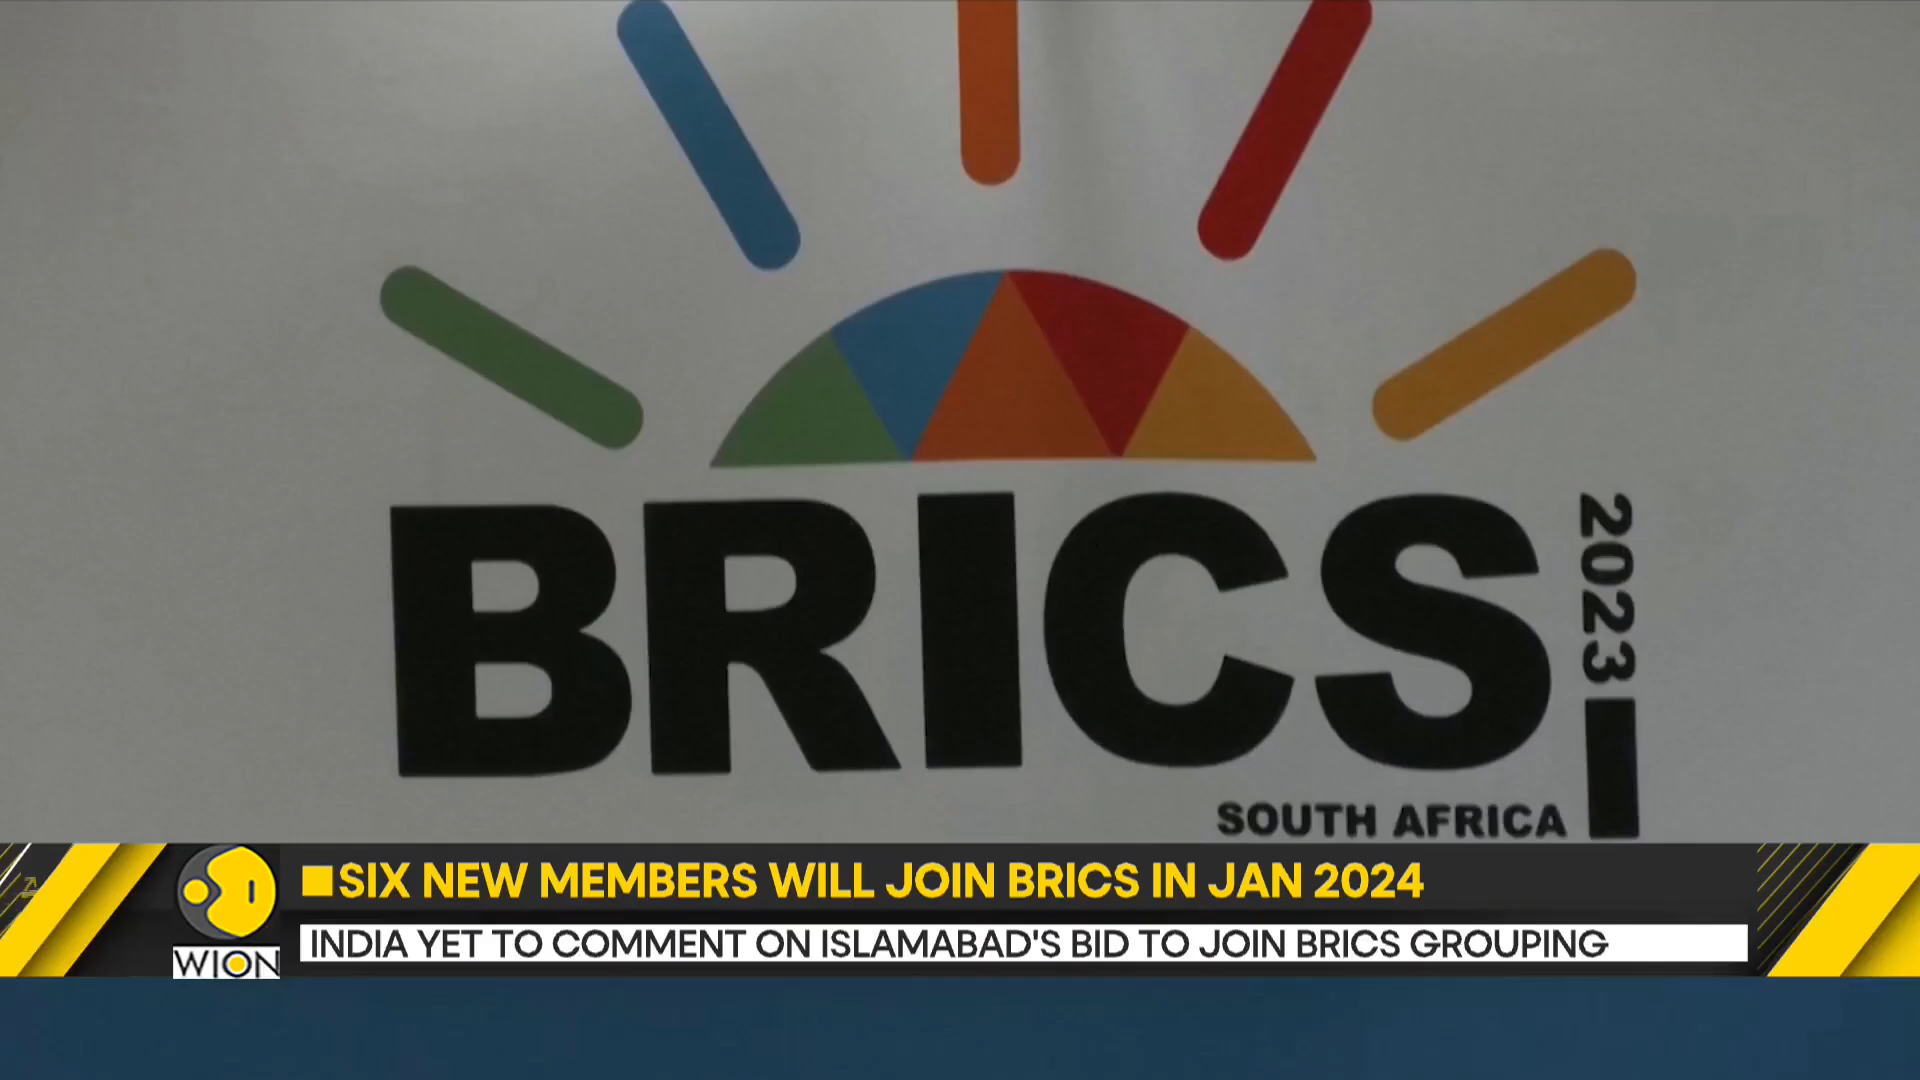 BRICS
2023
SOUTH AFRICA
SIX NEW MEMBERS WILL JOIN BRICS IN JAN 2024
INDIA YET TO COMMENT ON ISLAMABAD'S BID TO JOIN BRICS GROUPING
WION